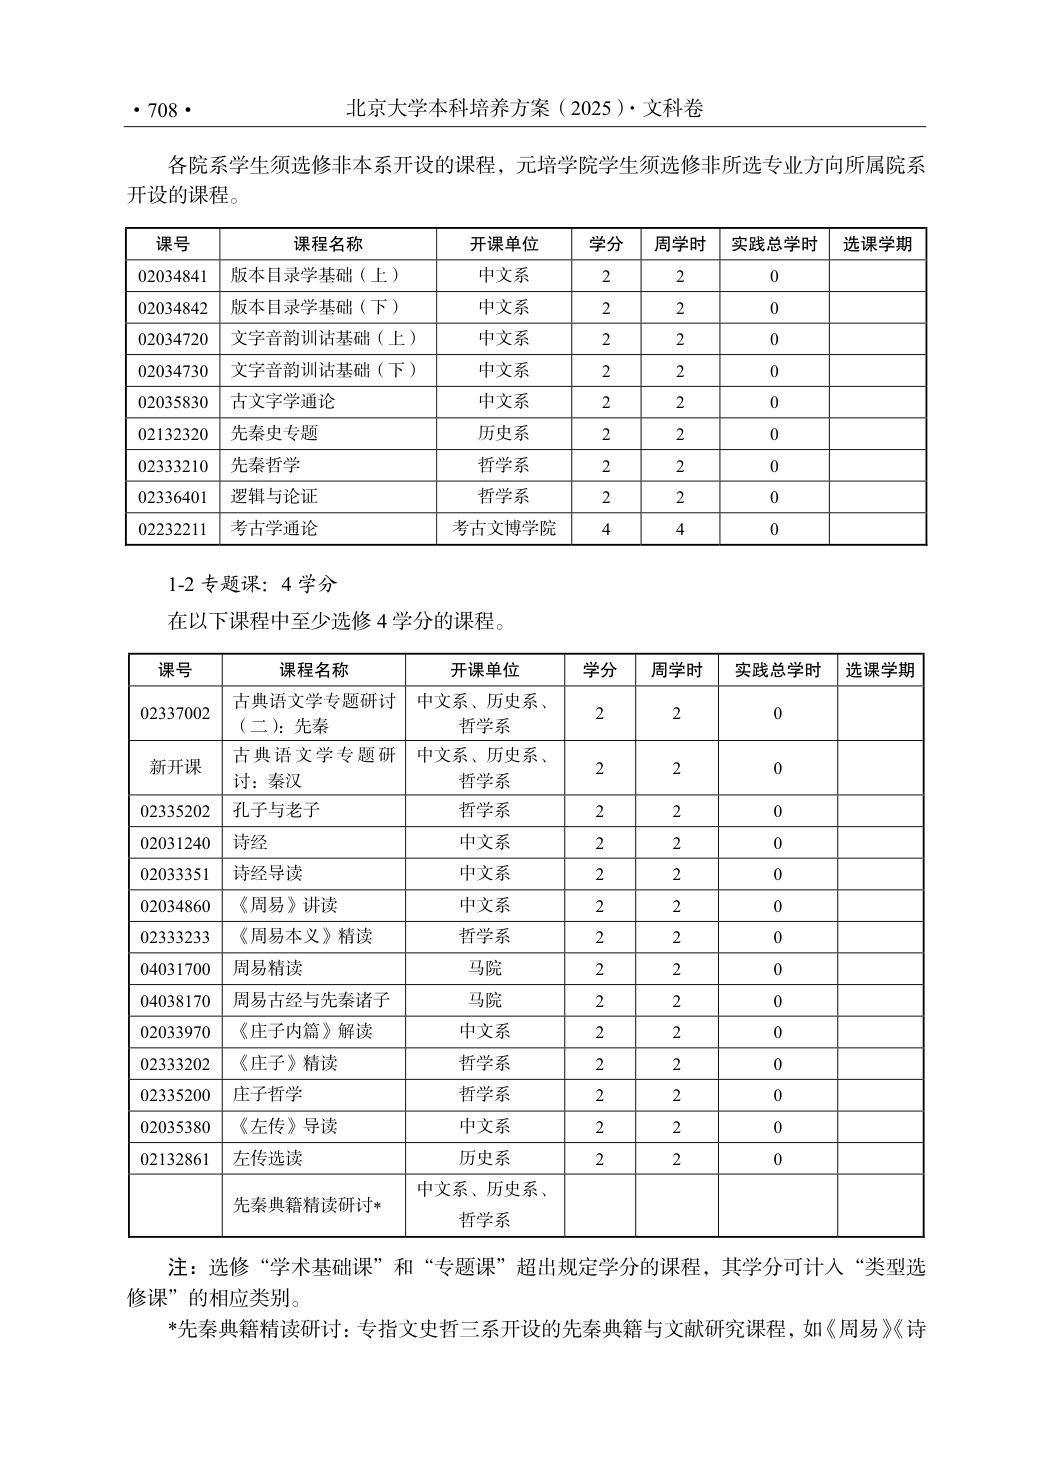 • 708 •
北京大学本科培养方案（2025）· 文科卷
各院系学生须选修非本系开设的课程，元培学院学生须选修非所选专业方向所属院系
开设的课程。
课号 课程名称 开课单位 学分 周学时 实践总学时 选课学期
02034841 版本目录学基础（上） 中文系 2 2 0
02034842 版本目录学基础（下） 中文系 2 2 0
02034720 文字音韵训诂基础（上） 中文系 2 2 0
02034730 文字音韵训诂基础（下） 中文系 2 2 0
02035830 古文字学通论 中文系 2 2 0
02132320 先秦史专题 历史系 2 2 0
02333210 先秦哲学 哲学系 2 2 0
02336401 逻辑与论证 哲学系 2 2 0
02232211 考古学通论 考古文博学院 4 4 0
1-2 专题课：4 学分
在以下课程中至少选修 4 学分的课程。
课号 课程名称 开课单位 学分 周学时 实践总学时 选课学期
02337002 古典语文学专题研讨（二）：先秦 中文系、历史系、哲学系 2 2 0
新开课 古典语文学专题研讨：秦汉 中文系、历史系、哲学系 2 2 0
02335202 孔子与老子 哲学系 2 2 0
02031240 诗经 中文系 2 2 0
02033351 诗经导读 中文系 2 2 0
02034860 《周易》讲读 中文系 2 2 0
02333233 《周易本义》精读 哲学系 2 2 0
04031700 周易精读 马院 2 2 0
04038170 周易古经与先秦诸子 马院 2 2 0
02033970 《庄子内篇》解读 中文系 2 2 0
02333202 《庄子》精读 哲学系 2 2 0
02335200 庄子哲学 哲学系 2 2 0
02035380 《左传》导读 中文系 2 2 0
02132861 左传选读 历史系 2 2 0
先秦典籍精读研讨* 中文系、历史系、哲学系
注：选修“学术基础课”和“专题课”超出规定学分的课程，其学分可计入“类型选
修课”的相应类别。
*先秦典籍精读研讨：专指文史哲三系开设的先秦典籍与文献研究课程，如《周易》《诗